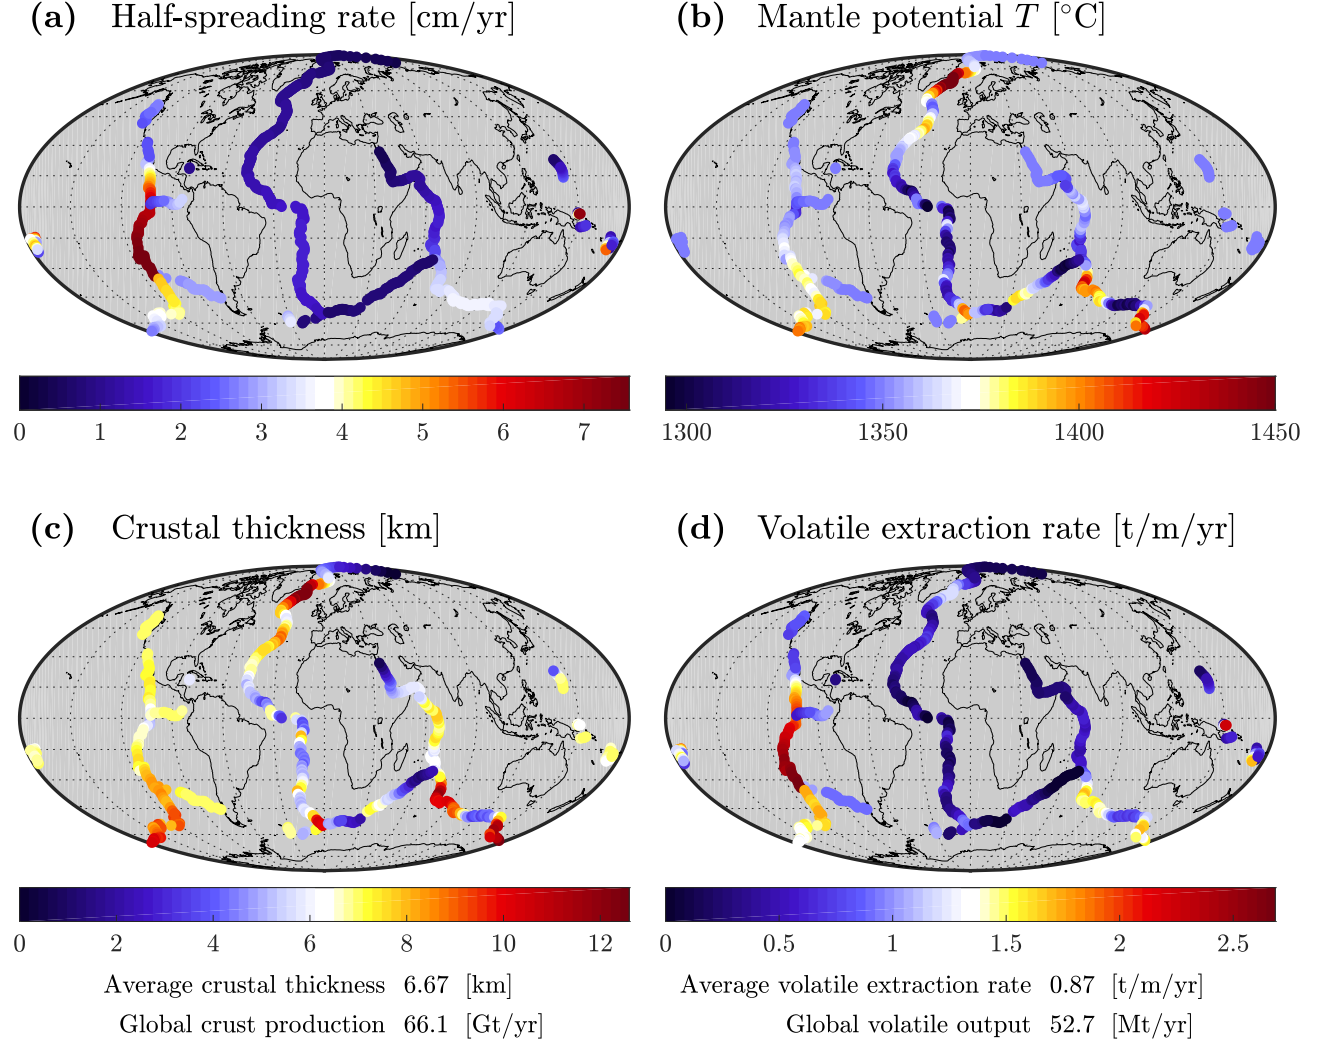 (a) Half-spreading rate [cm/yr]
(b) Mantle potential T [°C]
0 1 2 3 4 5 6 7
1300 1350 1400 1450
(c) Crustal thickness [km]
(d) Volatile extraction rate [t/m/yr]
0 2 4 6 8 10 12
0 0.5 1 1.5 2 2.5
Average crustal thickness 6.67 [km]
Global crust production 66.1 [Gt/yr]
Average volatile extraction rate 0.87 [t/m/yr]
Global volatile output 52.7 [Mt/yr]